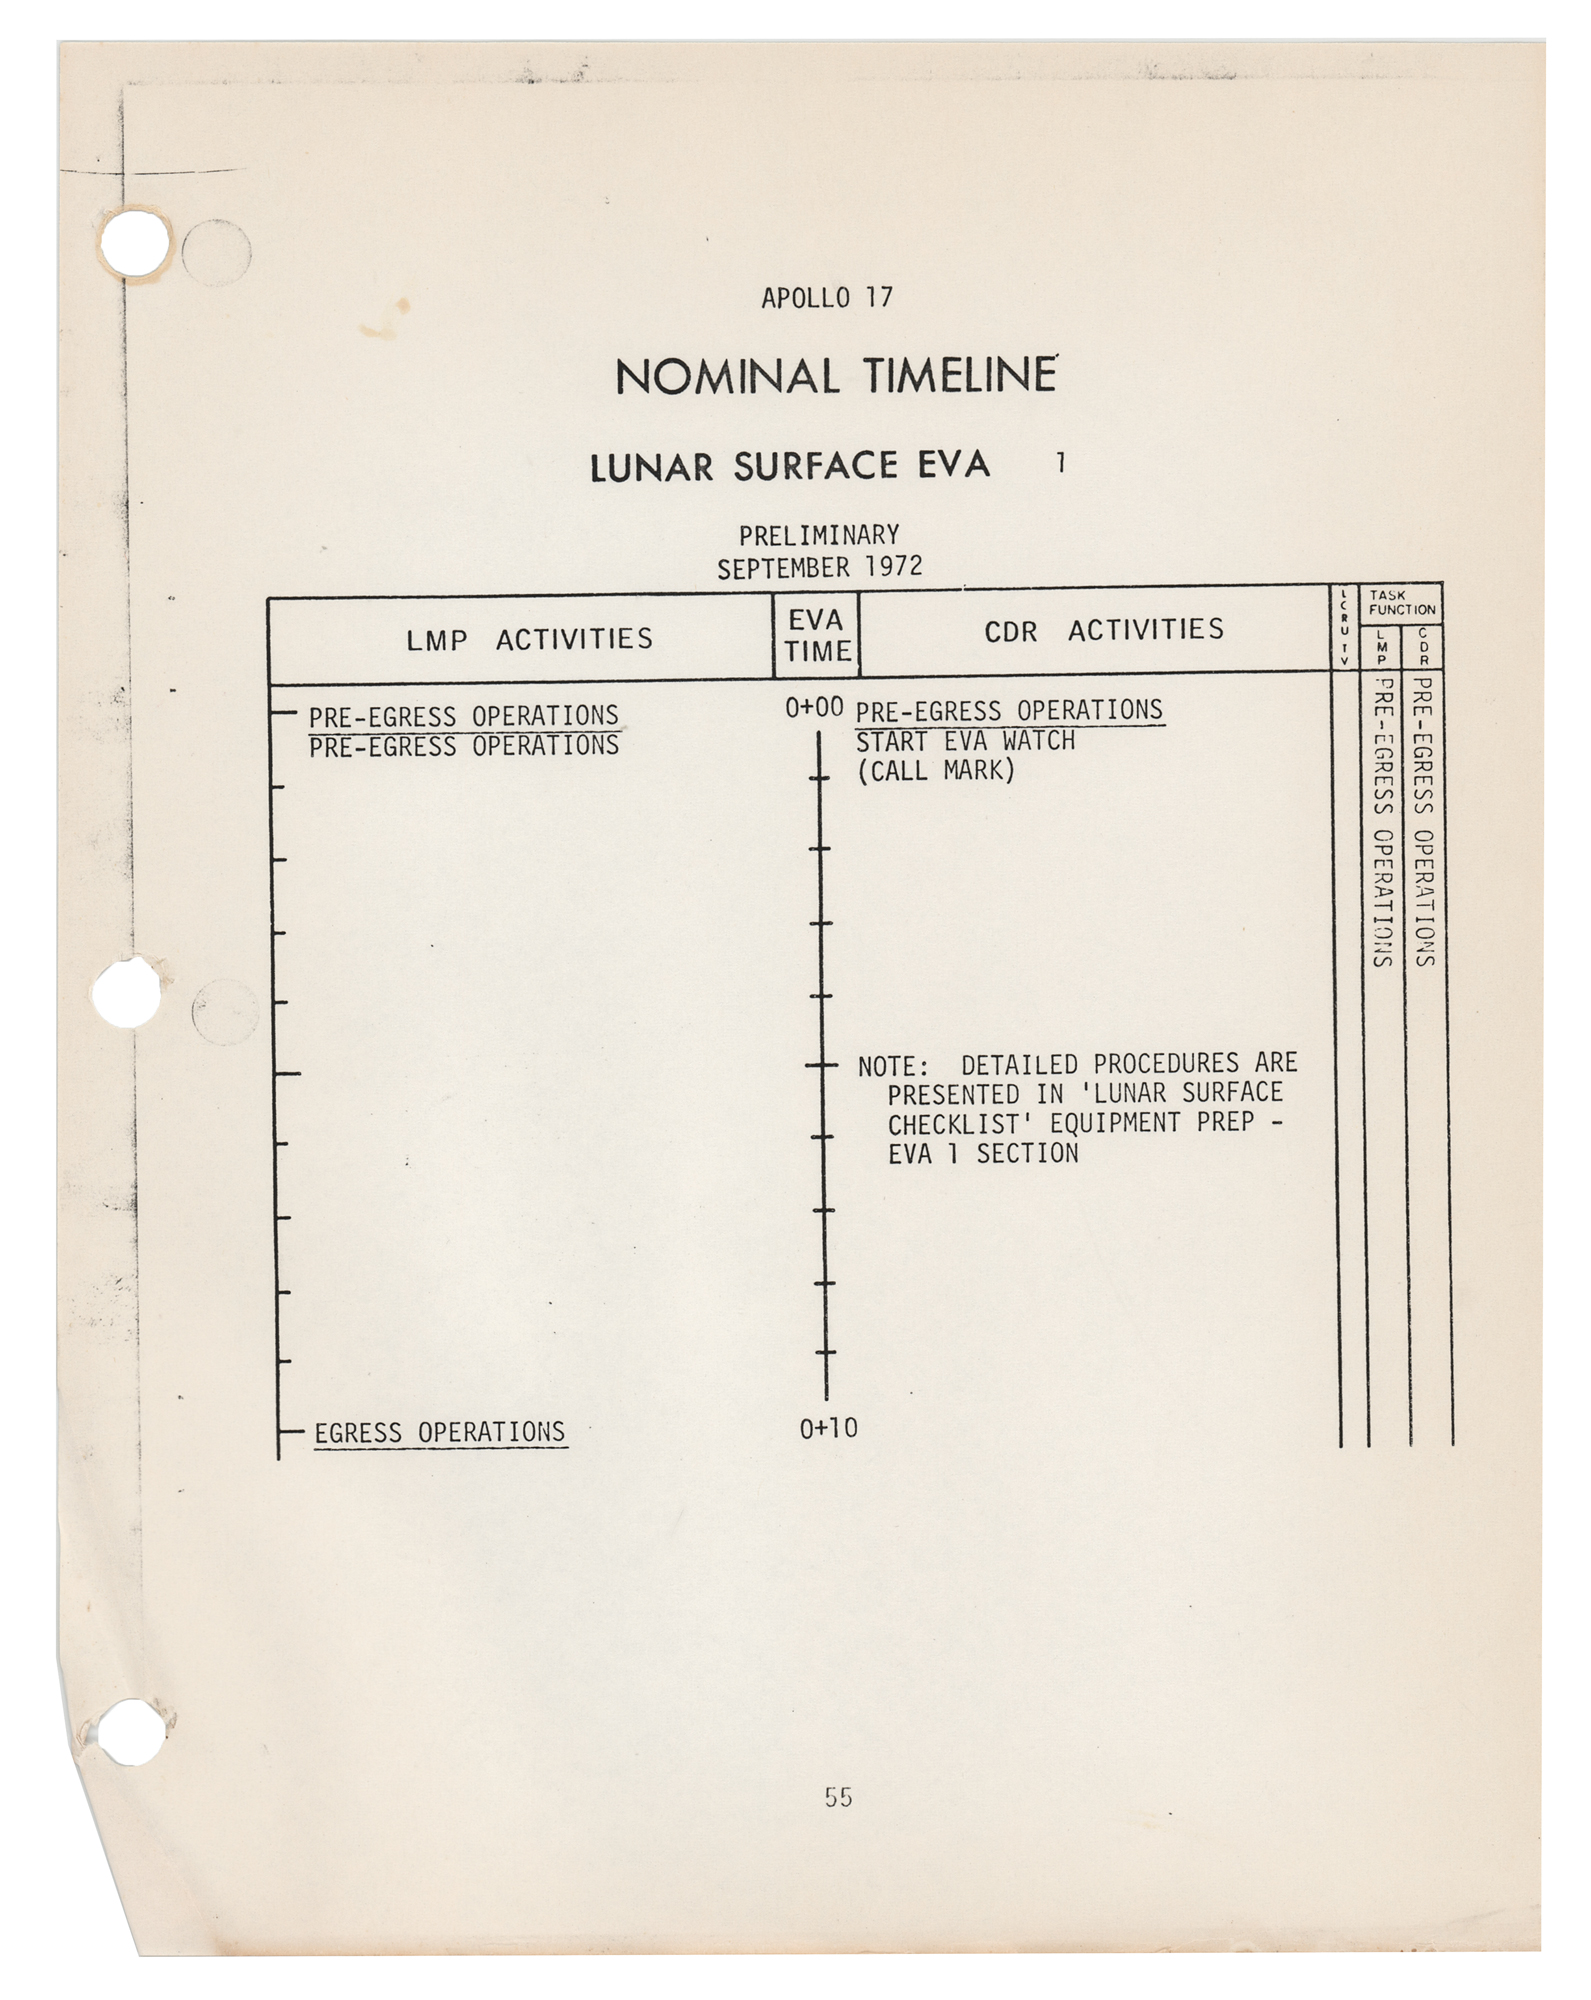 APOLLO 17
NOMINAL TIMELINE
LUNAR SURFACE EVA 1
PRELIMINARY
SEPTEMBER 1972
LMP ACTIVITIES
EVA TIME
CDR ACTIVITIES
LCRU TV
TASK FUNCTION
LMP
CDR
PRE-EGRESS OPERATIONS
PRE-EGRESS OPERATIONS
0+00
PRE-EGRESS OPERATIONS
START EVA WATCH
(CALL MARK)
NOTE: DETAILED PROCEDURES ARE
PRESENTED IN 'LUNAR SURFACE
CHECKLIST' EQUIPMENT PREP -
EVA 1 SECTION
PRE-EGRESS OPERATIONS
PRE-EGRESS OPERATIONS
EGRESS OPERATIONS
0+10
55